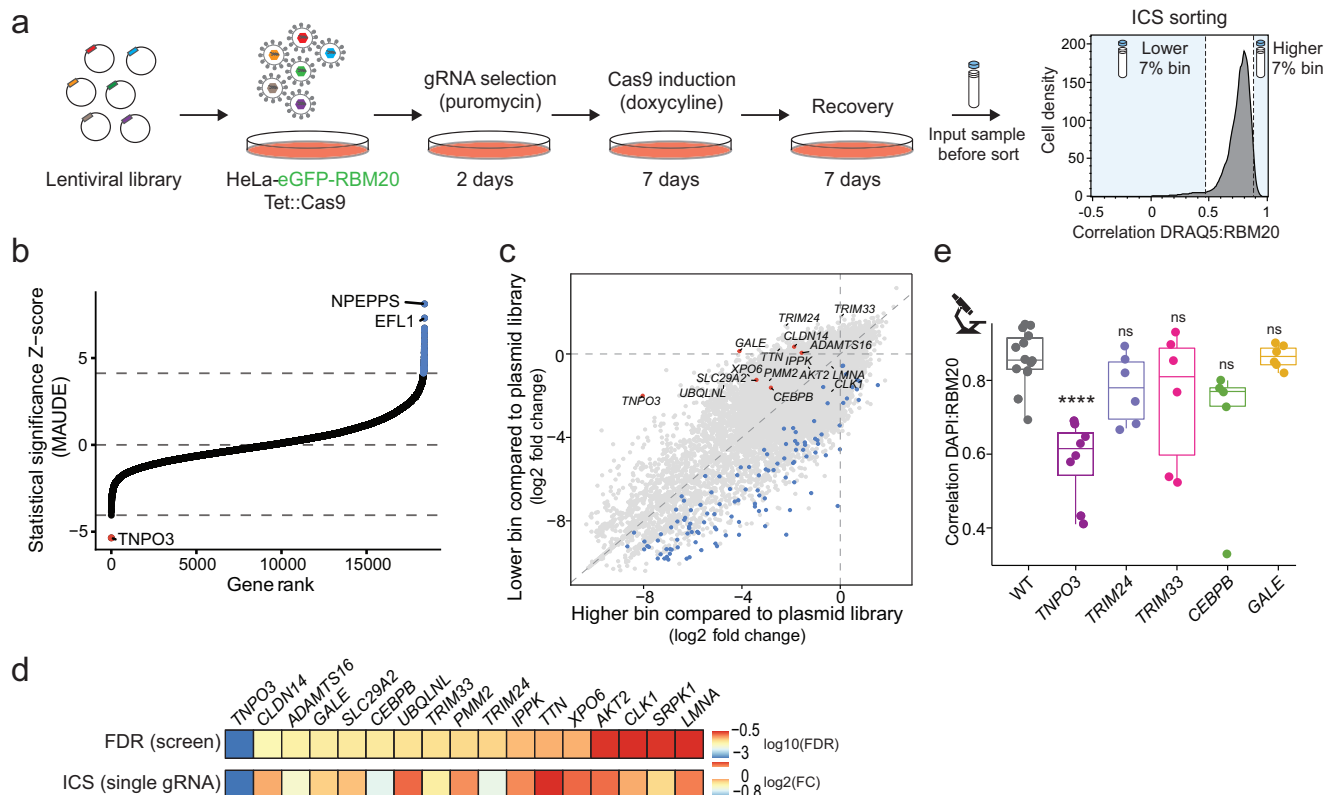 a
Lentiviral library
HeLa-eGFP-RBM20
Tet::Cas9
gRNA selection
(puromycin)
2 days
Cas9 induction
(doxycyline)
7 days
Recovery
7 days
Input sample
before sort
ICS sorting
Lower
7% bin
Higher
7% bin
Cell density
200
150
100
50
0
-0.5
0
0.5
1
Correlation DRAQ5:RBM20
b
Statistical significance Z-score
(MAUDE)
5
0
−5
NPEPPS
EFL1
TNPO3
0
5000
10000
15000
Gene rank
c
Lower bin compared to plasmid library
(log2 fold change)
0
−4
−8
TRIM33
TRIM24
CLDN14
GALE
ADAMTS16
TTN
IPPK
XPO6
PMM2
AKT2
LMNA
SLC29A2
CLK1
UBQLNL
TNPO3
CEBPB
−8
−4
0
Higher bin compared to plasmid library
(log2 fold change)
e
Correlation DAPI:RBM20
0.8
0.6
0.4
****
ns
ns
ns
ns
WT
TNPO3
TRIM24
TRIM33
CEBPB
GALE
d
TNPO3
CLDN14
ADAMTS16
GALE
SLC29A2
CEBPB
UBQLNL
TRIM33
PMM2
TRIM24
IPPK
TTN
XPO6
AKT2
CLK1
SRPK1
LMNA
FDR (screen)
−0.5
−3
log10(FDR)
ICS (single gRNA)
0
−0.8
log2(FC)